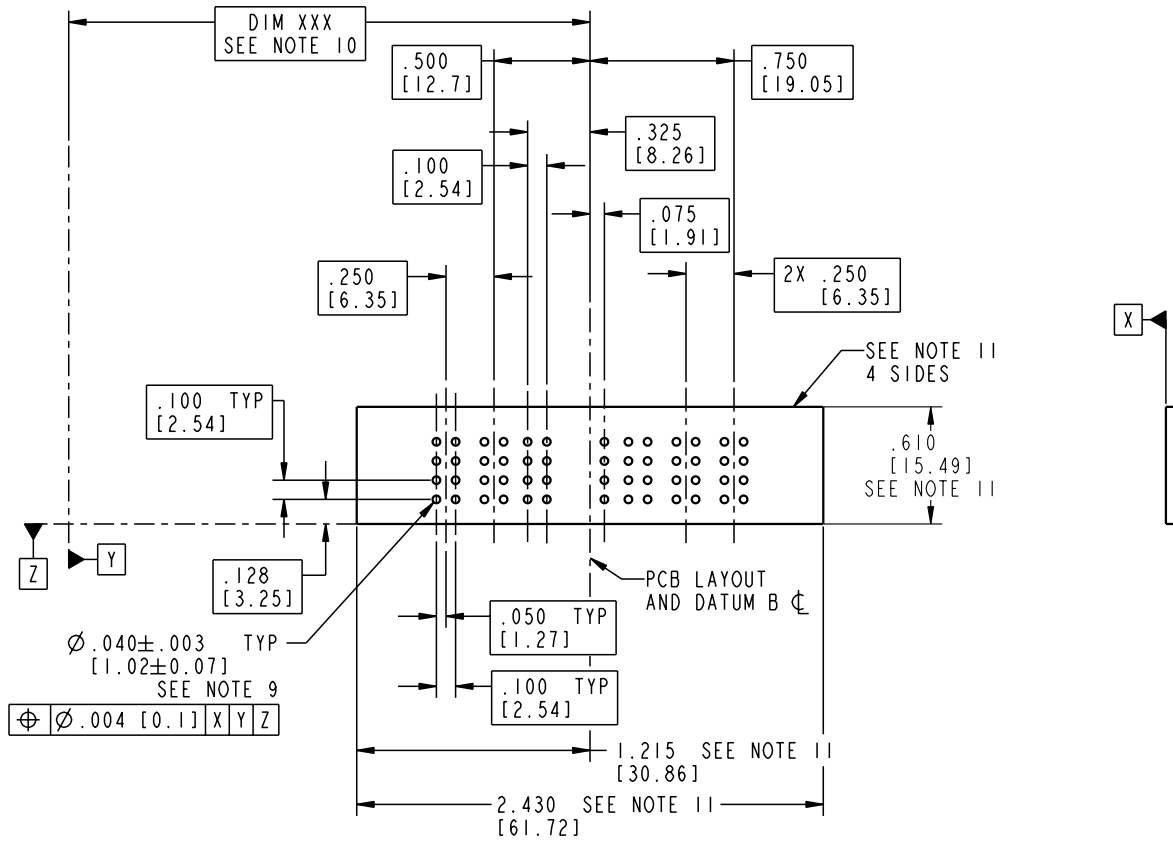 DIM XXX
SEE NOTE 10
.500
[12.7]
.750
[19.05]
.325
[8.26]
.100
[2.54]
.075
[1.91]
.250
[6.35]
2X .250
[6.35]
X
SEE NOTE 11
4 SIDES
.100 TYP
[2.54]
.610
[15.49]
SEE NOTE 11
Z
Y
.128
[3.25]
PCB LAYOUT
AND DATUM B ℄
.050 TYP
[1.27]
Ø.040±.003 TYP
[1.02±0.07]
SEE NOTE 9
⌖ Ø.004 [0.1] X Y Z
.100 TYP
[2.54]
1.215 SEE NOTE 11
[30.86]
2.430 SEE NOTE 11
[61.72]